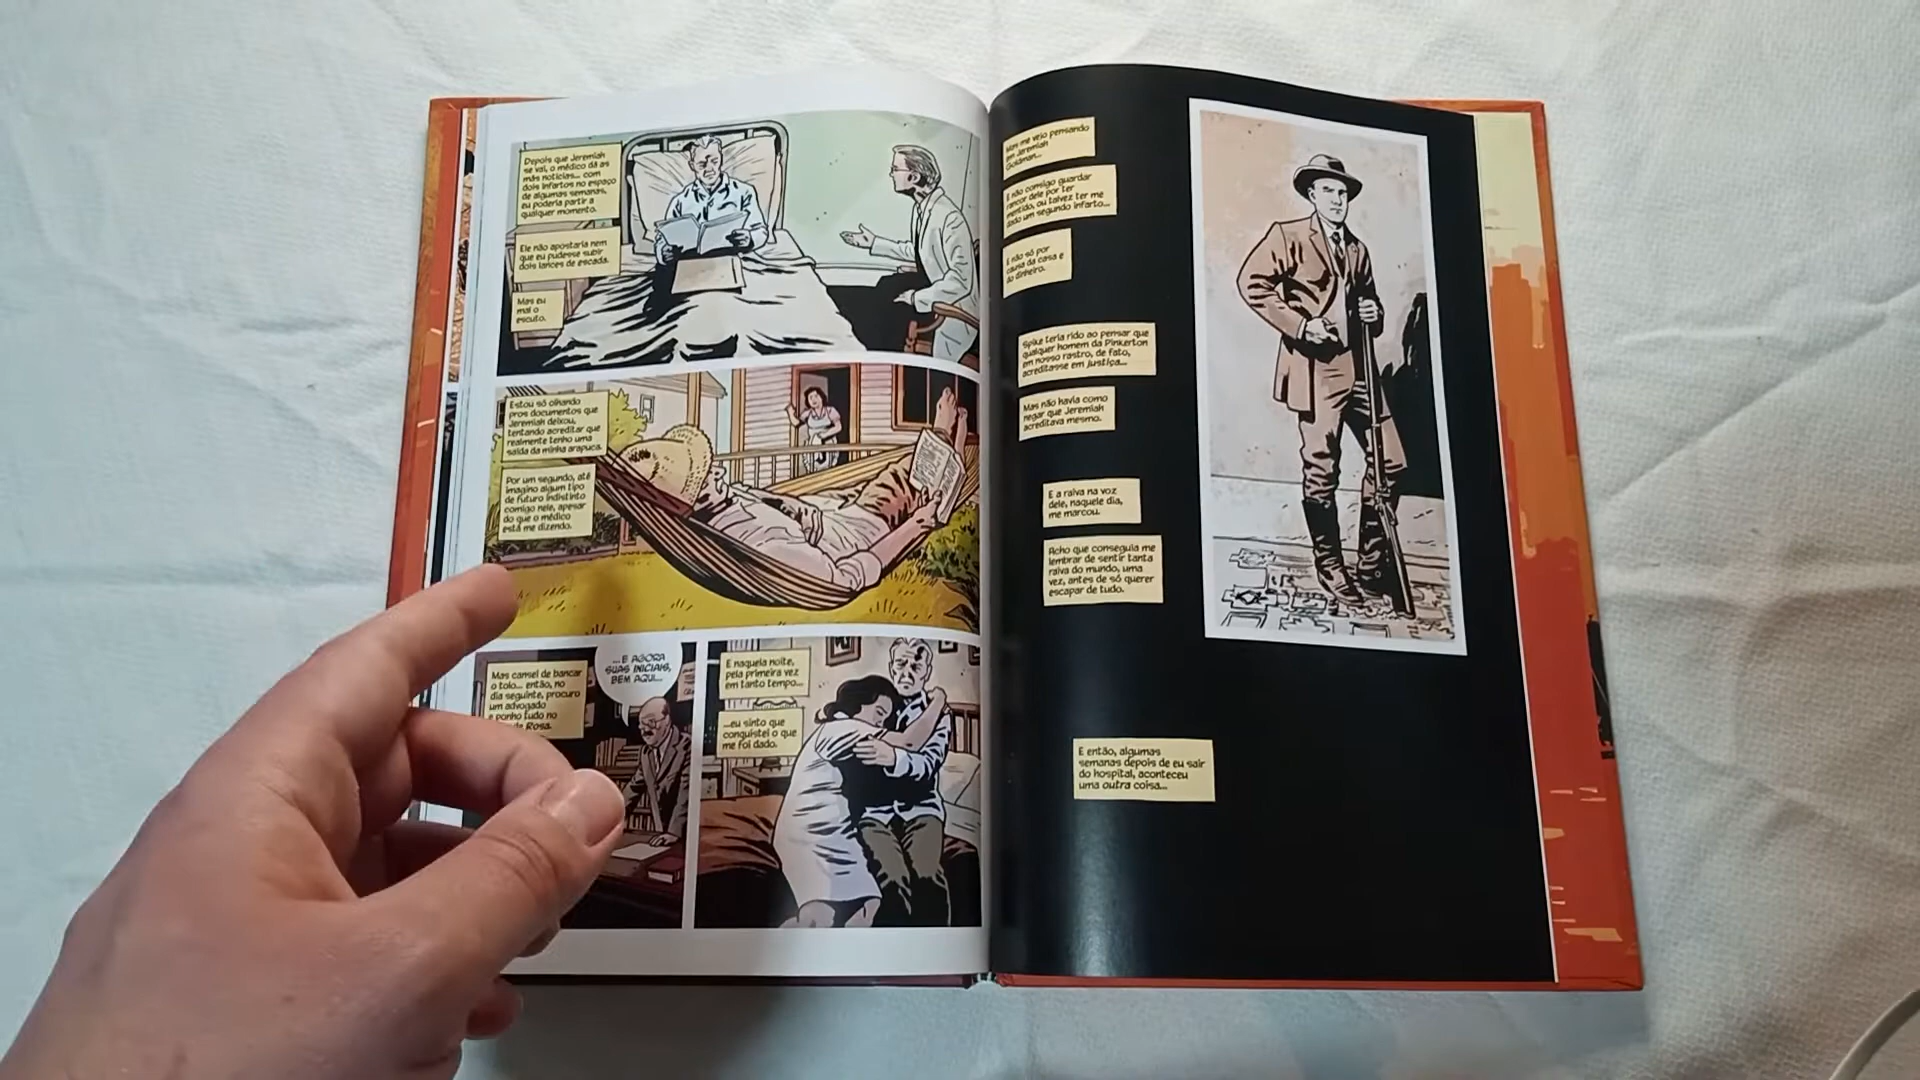 Depois que Jeremiah
se vai, o médico dá as
más notícias... com
dois infartos no espaço
de algumas semanas,
eu poderia partir a
qualquer momento.
Ele não apostaria nem
que eu pudesse subir
dois lances de escada.
Mas eu
mal o
escuto.
Estou só olhando
pros documentos que
Jeremiah deixou,
tentando acreditar que
realmente tenho uma
saída da minha arapuca.
Por um segundo, até
imagino algum tipo
de futuro indistinto
comigo nele, apesar
do que o médico
está me dizendo.
Mas cansei de bancar
o tolo... então, no
dia seguinte, procuro
um advogado
e ponho tudo no
Rosa.
...E AGORA
SUAS INICIAIS,
BEM AQUI...
E naquela noite,
pela primeira vez
em tanto tempo...
...eu sinto que
conquistei o que
me foi dado.
Mas me vejo pensando
em Jeremiah
Goldman...
E não consigo guardar
rancor dele por ter
mentido, ou talvez ter me
dado um segundo infarto...
E não só por
causa da casa e
do dinheiro.
Spike teria rido ao pensar que
qualquer homem da Pinkerton
em nosso rastro, de fato,
acreditasse em justiça...
Mas não havia como
negar que Jeremiah
acreditava mesmo.
E a raiva na voz
dele, naquele dia,
me marcou.
Acho que conseguia me
lembrar de sentir tanta
raiva do mundo, uma
vez, antes de só querer
escapar de tudo.
E então, algumas
semanas depois de eu sair
do hospital, aconteceu
uma outra coisa...